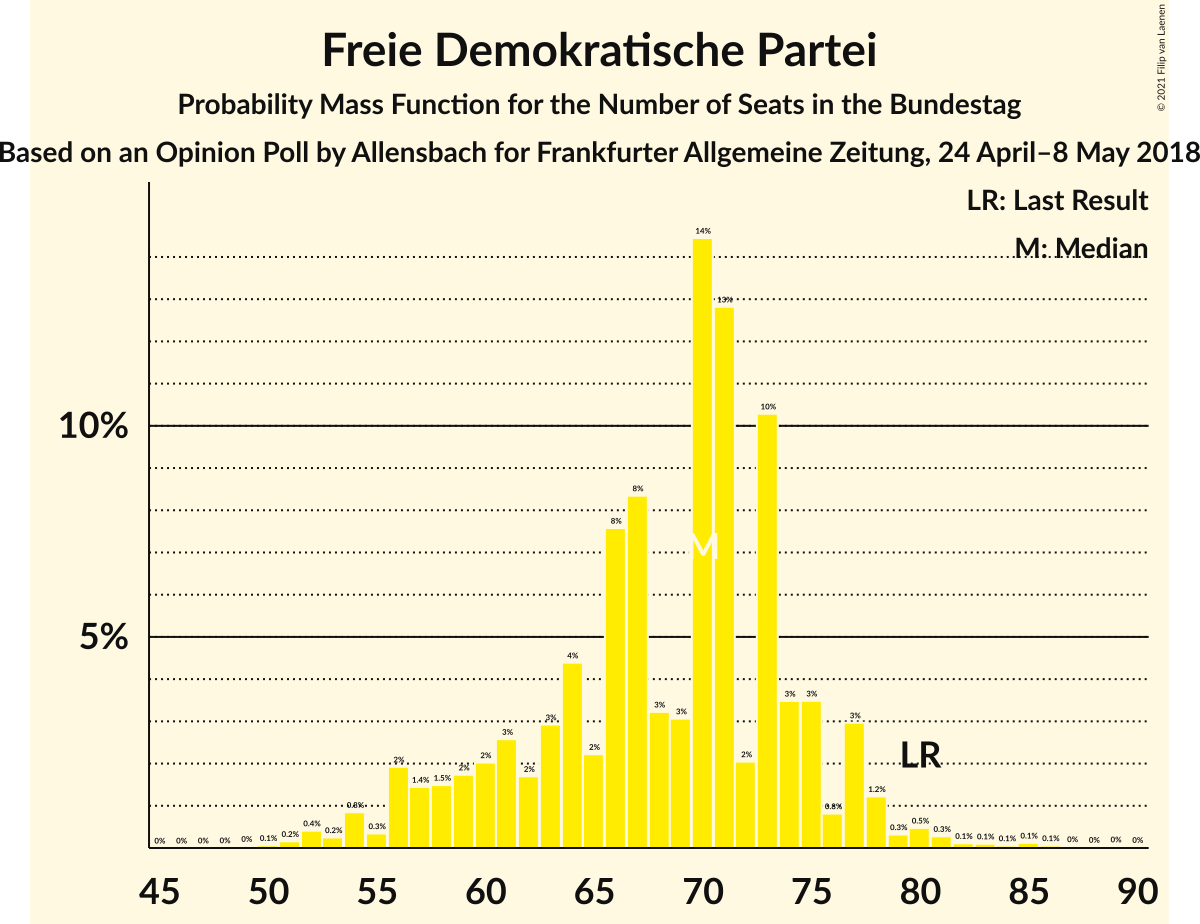 Freie Demokratische Partei
Probability Mass Function for the Number of Seats in the Bundestag
Based on an Opinion Poll by Allensbach for Frankfurter Allgemeine Zeitung, 24 April–8 May 2018
© 2021 Filip van Laenen
LR: Last Result
M: Median
10%
5%
0% 0% 0% 0% 0% 0.1% 0.2% 0.4% 0.2% 0.8% 0.3% 2% 1.4% 1.5% 2% 2% 3% 2% 3% 4% 2% 8% 8% 3% 3% 14% 13% 2% 10% 3% 3% 0.8% 3% 1.2% 0.3% 0.5% 0.3% 0.1% 0.1% 0.1% 0.1% 0.1% 0% 0% 0% 0%
M
LR
45 50 55 60 65 70 75 80 85 90